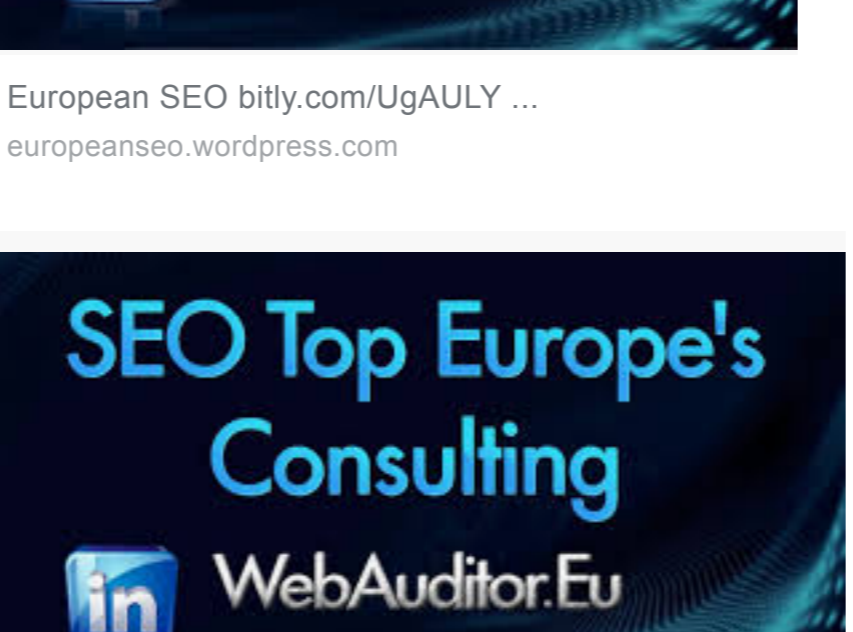 European SEO bitly.com/UgAULY ...
europeanseo.wordpress.com
SEO Top Europe's
Consulting
in WebAuditor.Eu